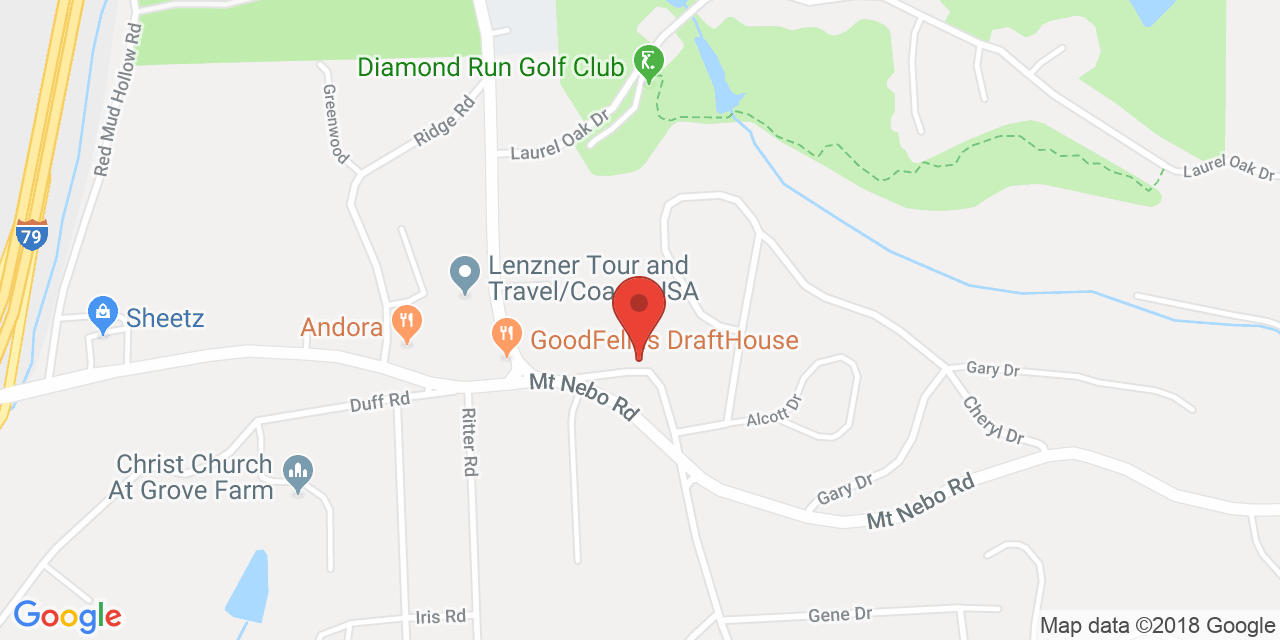 Diamond Run Golf Club
Red Mud Hollow Rd
Greenwood
Ridge Rd
Laurel Oak Dr
Laurel Oak Dr
79
Lenzner Tour and
Travel/Coa USA
Sheetz
Andora
GoodFell s DraftHouse
Mt Nebo Rd
Gary Dr
Duff Rd
Ritter Rd
Alcott Dr
Cheryl Dr
Christ Church
At Grove Farm
Gary Dr
Mt Nebo Rd
Iris Rd
Gene Dr
Google
Map data ©2018 Google